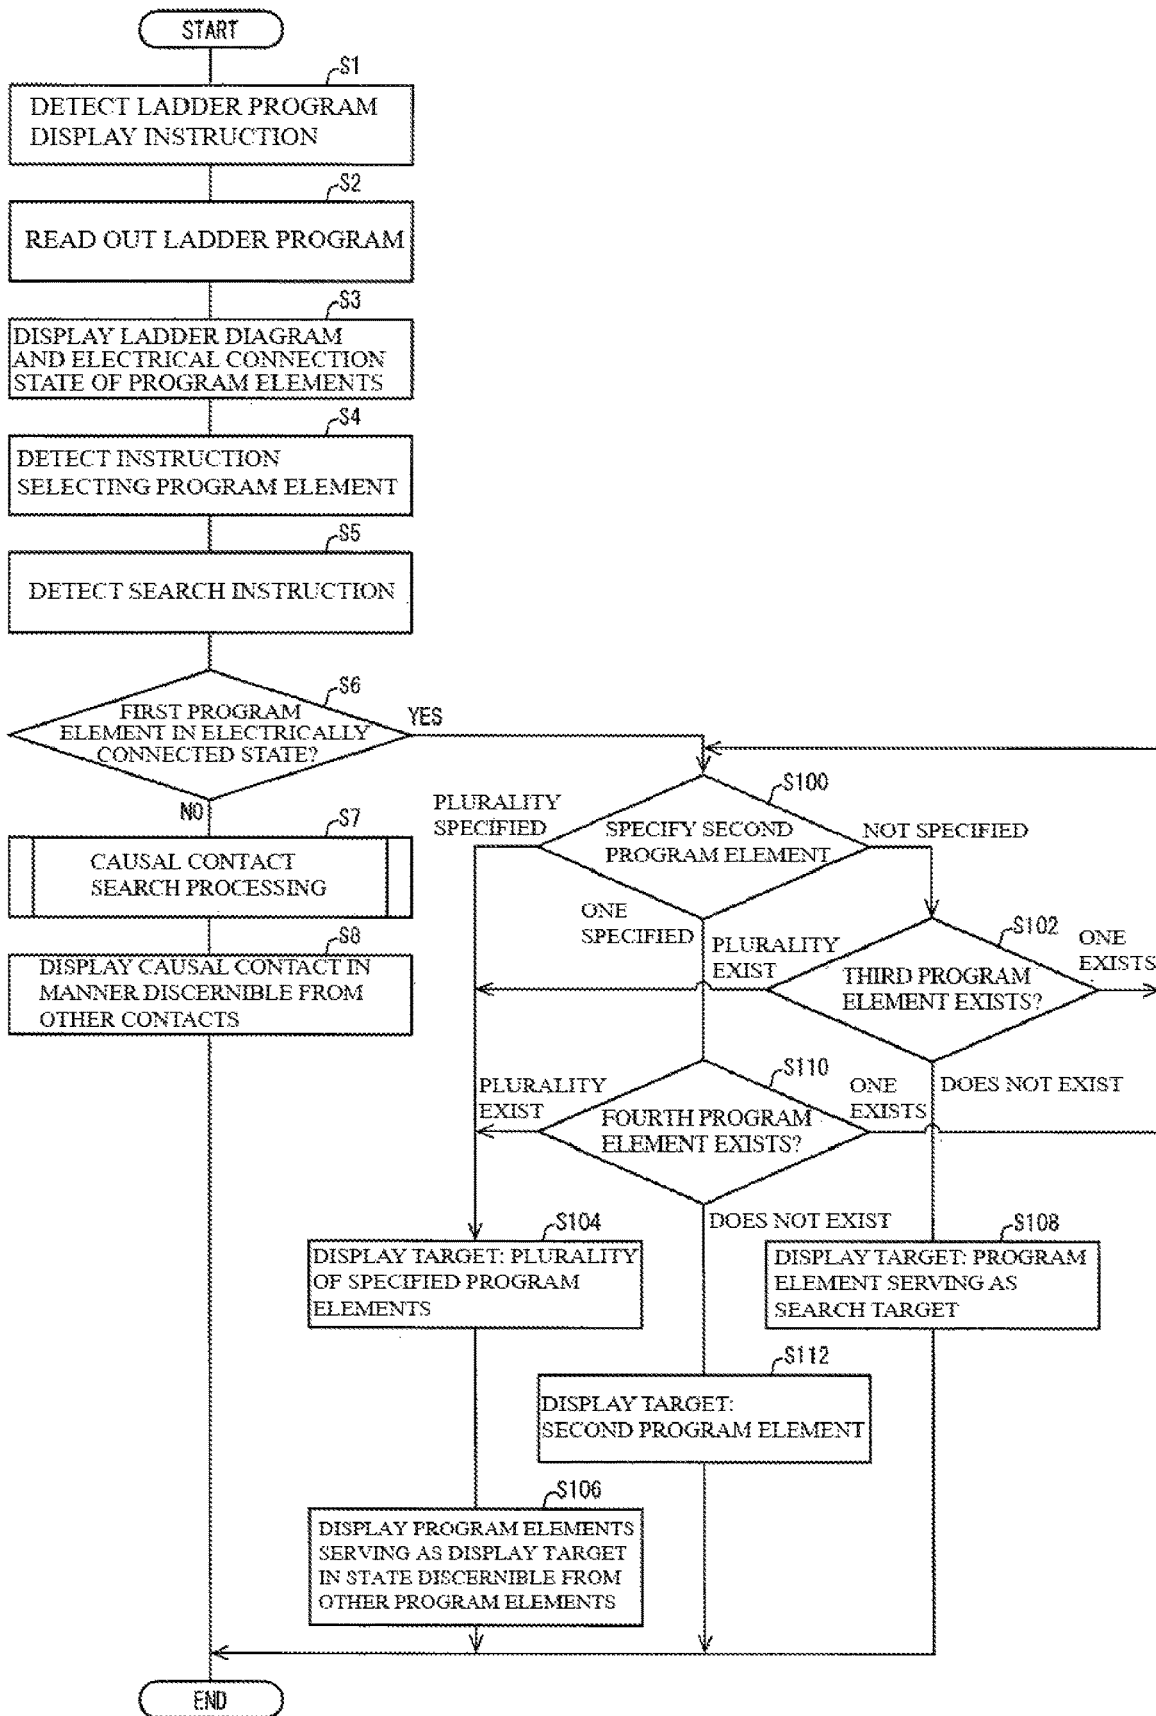 START
S1
DETECT LADDER PROGRAM
DISPLAY INSTRUCTION
S2
READ OUT LADDER PROGRAM
S3
DISPLAY LADDER DIAGRAM
AND ELECTRICAL CONNECTION
STATE OF PROGRAM ELEMENTS
S4
DETECT INSTRUCTION
SELECTING PROGRAM ELEMENT
S5
DETECT SEARCH INSTRUCTION
S6
FIRST PROGRAM
ELEMENT IN ELECTRICALLY
CONNECTED STATE?
YES
NO
S7
CAUSAL CONTACT
SEARCH PROCESSING
S8
DISPLAY CAUSAL CONTACT IN
MANNER DISCERNIBLE FROM
OTHER CONTACTS
S100
SPECIFY SECOND
PROGRAM ELEMENT
PLURALITY
SPECIFIED
NOT SPECIFIED
ONE
SPECIFIED
S102
THIRD PROGRAM
ELEMENT EXISTS?
PLURALITY
EXIST
ONE
EXISTS
DOES NOT EXIST
S110
FOURTH PROGRAM
ELEMENT EXISTS?
PLURALITY
EXIST
ONE
EXISTS
DOES NOT EXIST
S104
DISPLAY TARGET: PLURALITY
OF SPECIFIED PROGRAM
ELEMENTS
S108
DISPLAY TARGET: PROGRAM
ELEMENT SERVING AS
SEARCH TARGET
S112
DISPLAY TARGET:
SECOND PROGRAM ELEMENT
S106
DISPLAY PROGRAM ELEMENTS
SERVING AS DISPLAY TARGET
IN STATE DISCERNIBLE FROM
OTHER PROGRAM ELEMENTS
END